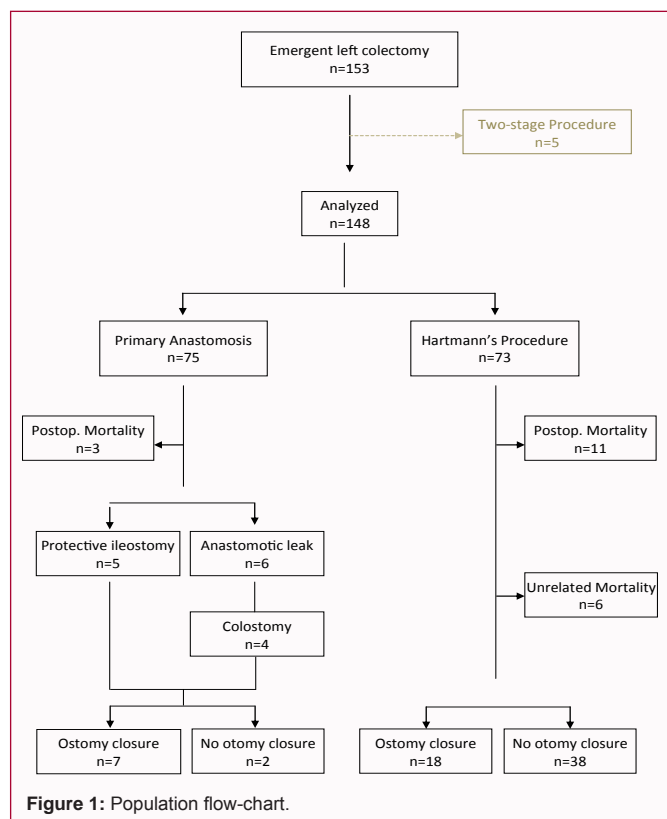 Emergent left colectomy
n=153
Two-stage Procedure
n=5
Analyzed
n=148
Primary Anastomosis
n=75
Hartmann's Procedure
n=73
Postop. Mortality
n=3
Postop. Mortality
n=11
Protective ileostomy
n=5
Anastomotic leak
n=6
Unrelated Mortality
n=6
Colostomy
n=4
Ostomy closure
n=7
No otomy closure
n=2
Ostomy closure
n=18
No otomy closure
n=38
Figure 1: Population flow-chart.